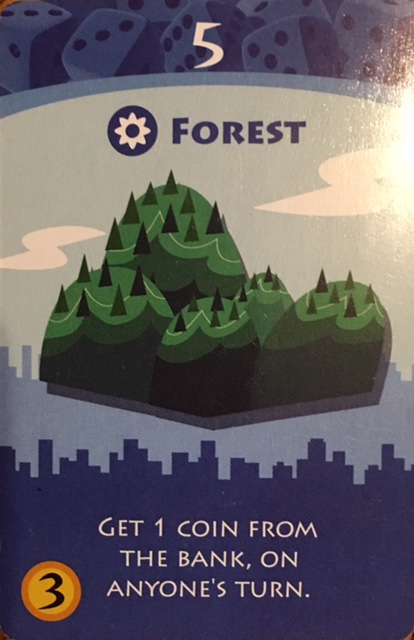 5
FOREST
GET 1 COIN FROM
THE BANK, ON
ANYONE'S TURN.
3